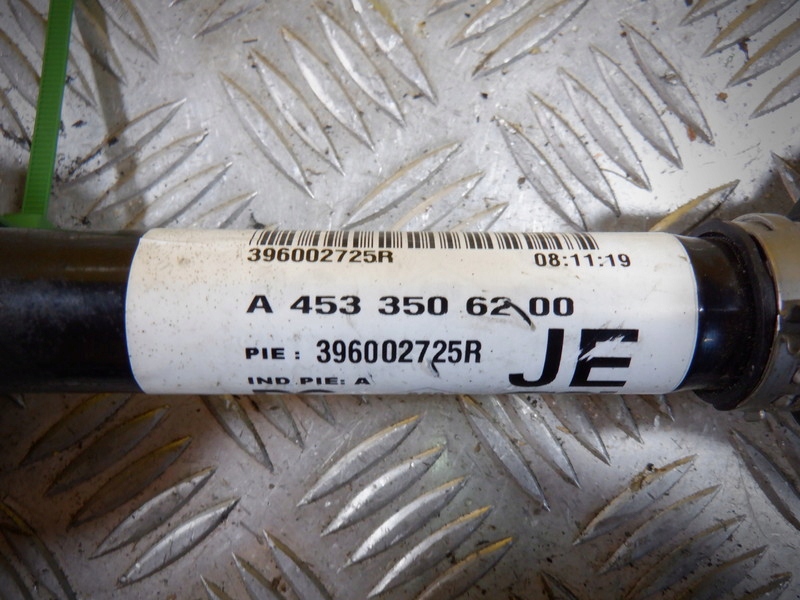 396002725R 08:11:19
A 453 350 62 00
PIE : 396002725R JE
IND.PIE: A